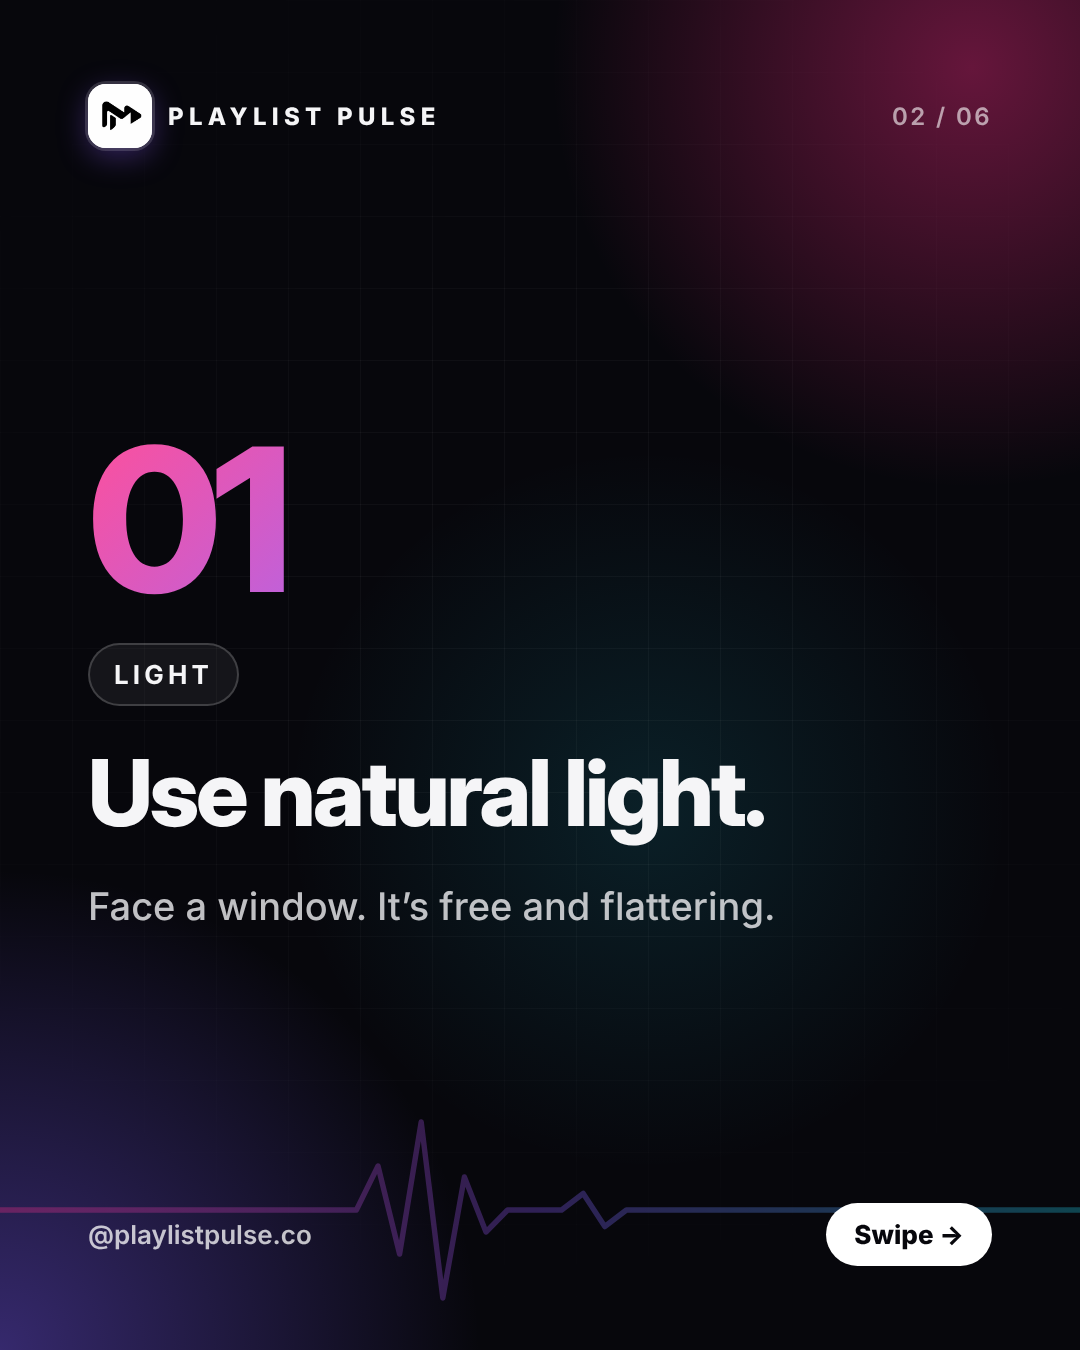 PLAYLIST PULSE
02 / 06
01
LIGHT
Use natural light.
Face a window. It’s free and flattering.
@playlistpulse.co
Swipe →